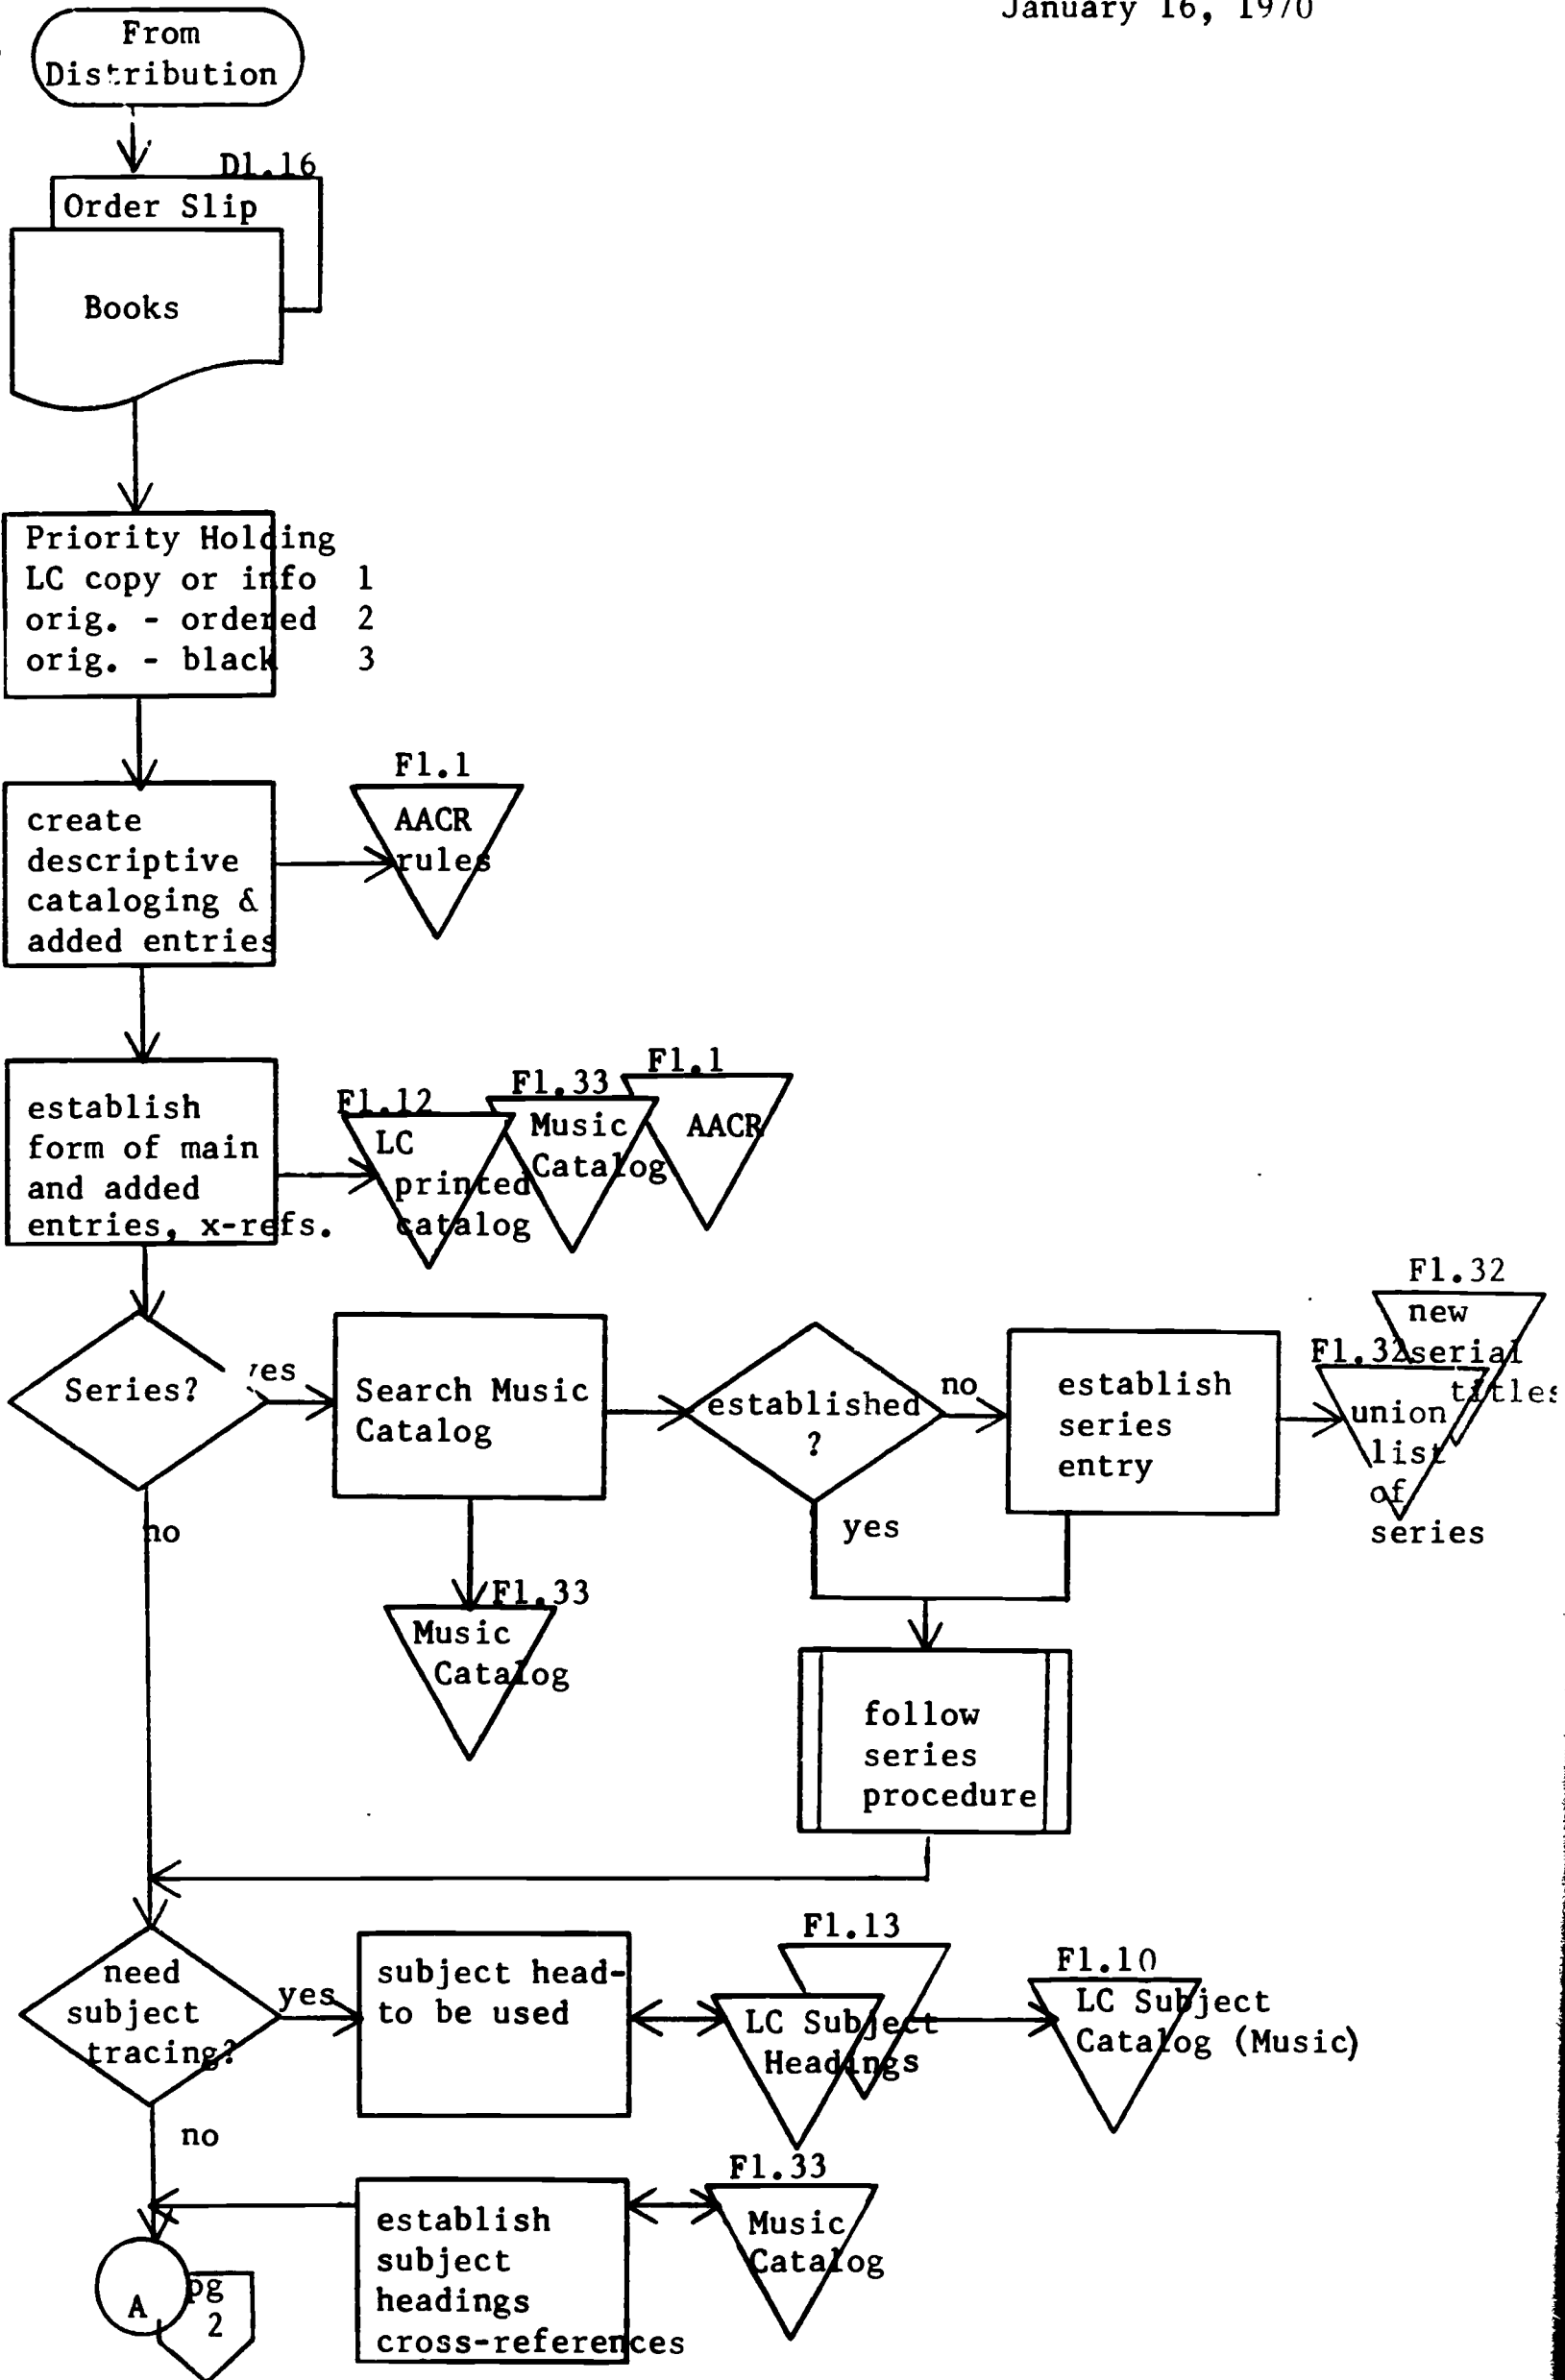 January 16, 1970
From
Distribution
D1.16
Order Slip
Books
Priority Holding
LC copy or info 1
orig. - ordered 2
orig. - black 3
F1.1
create
descriptive
cataloging &
added entries
AACR
rules
F1.12
F1.33
F1.1
establish
form of main
and added
entries, x-refs.
LC
printed
catalog
Music
Catalog
AACR
F1.32
new
serial
titles
F1.32
union
list
of
series
Series?
yes
Search Music
Catalog
established
?
no
establish
series
entry
no
yes
F1.33
Music
Catalog
follow
series
procedure
need
subject
tracing?
yes
subject head-
to be used
F1.13
LC Subject
Headings
F1.10
LC Subject
Catalog (Music)
no
F1.33
establish
subject
headings
cross-references
Music
Catalog
A
pg
2